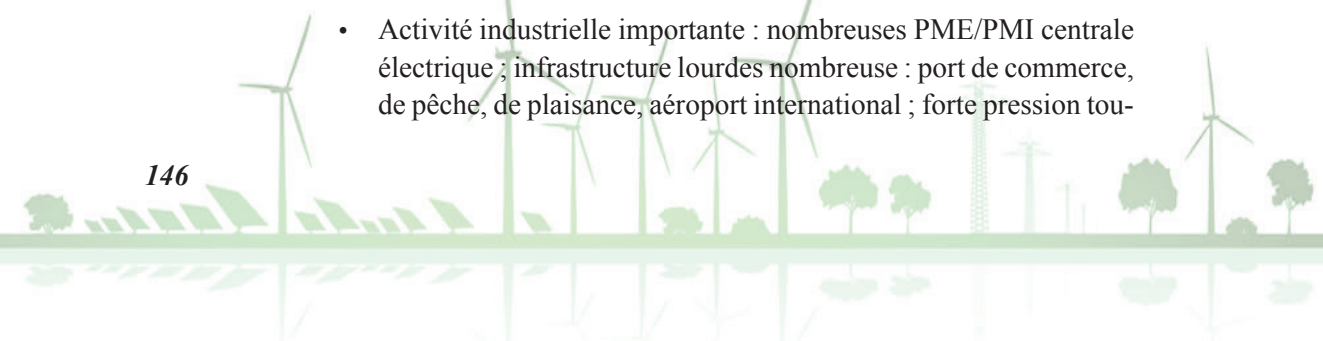 • Activité industrielle importante : nombreuses PME/PMI centrale
électrique ; infrastructure lourdes nombreuse : port de commerce,
de pêche, de plaisance, aéroport international ; forte pression tou-
146